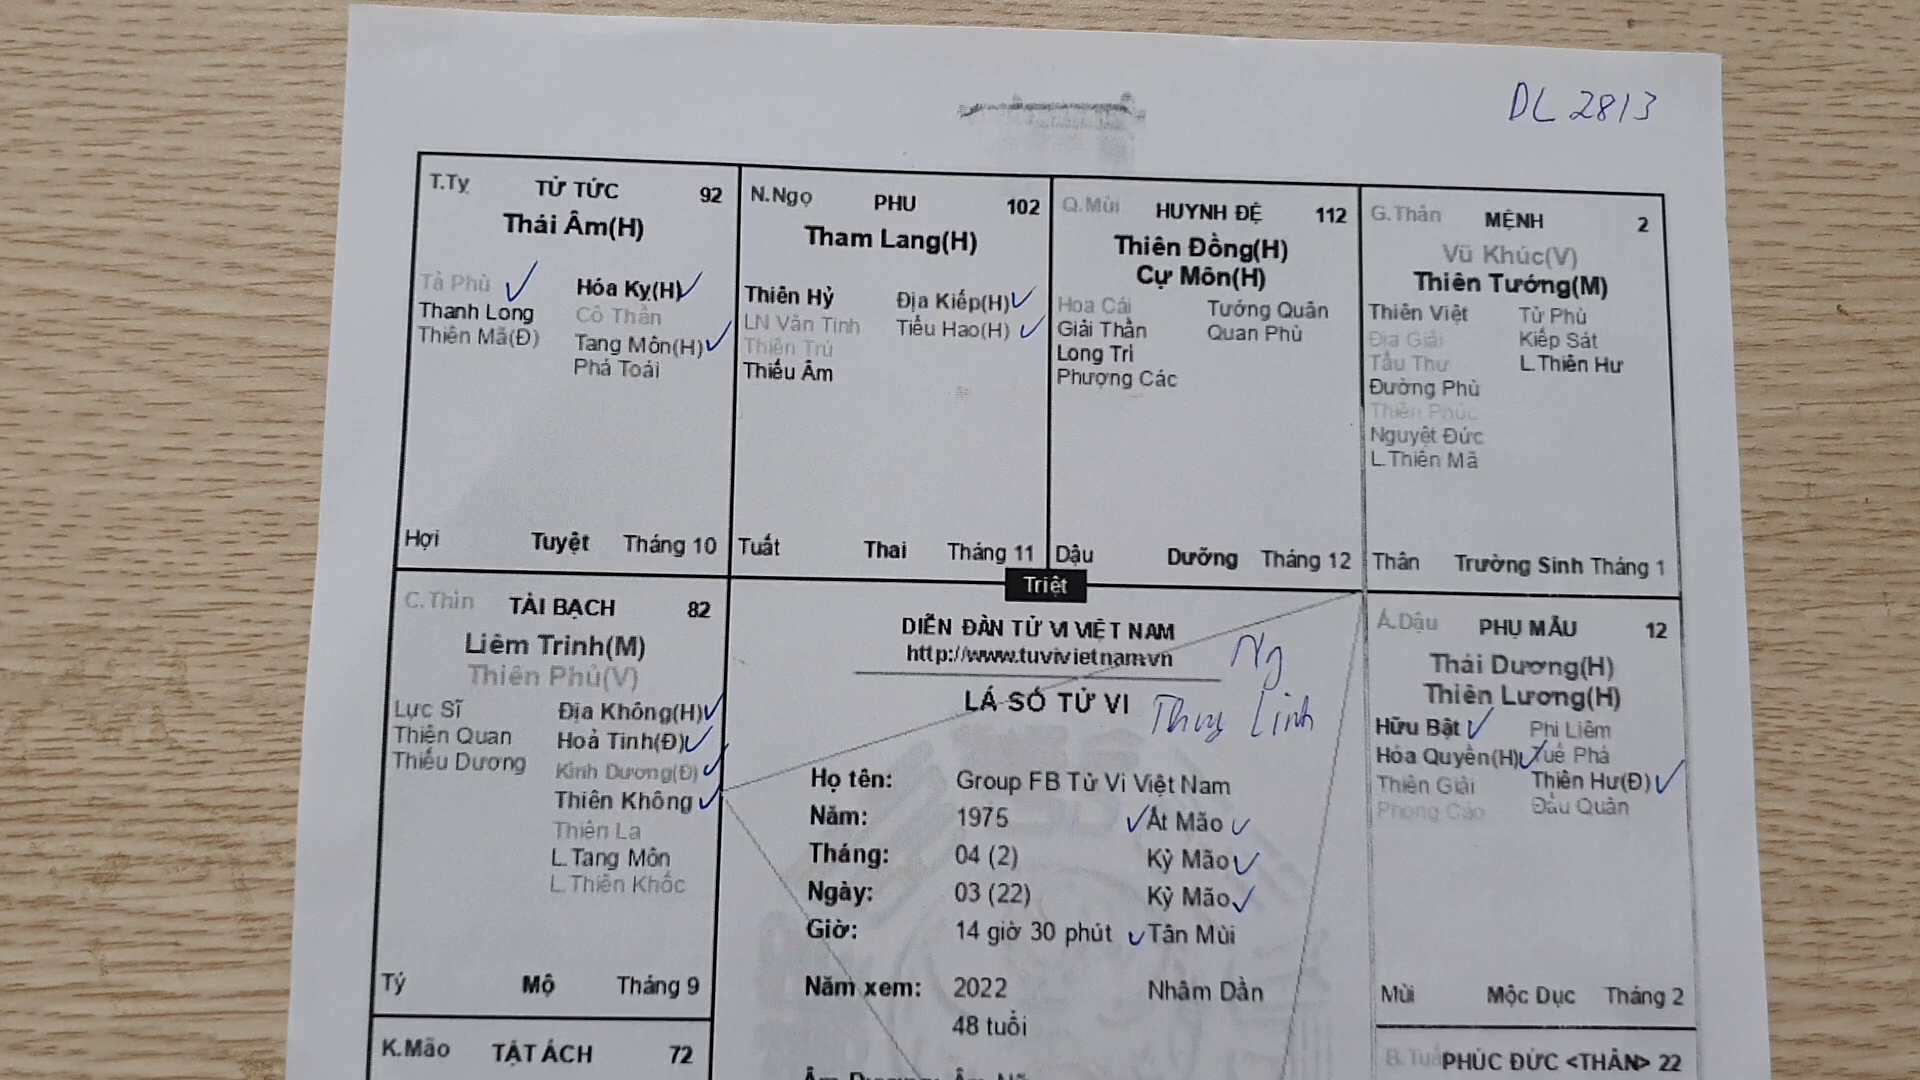 DL 2813
T.Tỵ TỬ TỨC 92
Thái Âm(H)
Tả Phù Hóa Kỵ(H)
Thanh Long Cô Thần
Thiên Mã(Đ) Tang Môn(H)
Phá Toái
Hợi Tuyệt Tháng 10
N.Ngọ PHU 102
Tham Lang(H)
Thiên Hỷ Địa Kiếp(H)
LN Văn Tinh Tiểu Hao(H)
Thiên Trù
Thiếu Âm
Tuất Thai Tháng 11
Q.Mùi HUYNH ĐỆ 112
Thiên Đồng(H)
Cự Môn(H)
Hoa Cái Tướng Quân
Giải Thần Quan Phù
Long Trì
Phượng Các
Dậu Dưỡng Tháng 12
G.Thân MỆNH 2
Vũ Khúc(V)
Thiên Tướng(M)
Thiên Việt Tử Phù
Địa Giải Kiếp Sát
Tấu Thư L.Thiên Hư
Đường Phù
Thiên Phúc
Nguyệt Đức
L.Thiên Mã
Thân Trường Sinh Tháng 1
Triệt
C.Thìn TÀI BẠCH 82
Liêm Trinh(M)
Thiên Phủ(V)
Lực Sĩ Địa Không(H)
Thiên Quan Hoả Tinh(Đ)
Thiếu Dương Kình Dương(Đ)
Thiên Không
Thiên La
L.Tang Môn
L.Thiên Khốc
Tý Mộ Tháng 9
DIỄN ĐÀN TỬ VI VIỆT NAM
http://www.tuvivietnam.vn
LÁ SỐ TỬ VI
Ng
Thuy Linh
Họ tên: Group FB Tử Vi Việt Nam
Năm: 1975 Ất Mão
Tháng: 04 (2) Kỷ Mão
Ngày: 03 (22) Kỷ Mão
Giờ: 14 giờ 30 phút Tân Mùi
Năm xem: 2022 Nhâm Dần
48 tuổi
Á.Dậu PHỤ MẪU 12
Thái Dương(H)
Thiên Lương(H)
Hữu Bật Phi Liêm
Hóa Quyền(H) Tuế Phá
Thiên Giải Thiên Hư(Đ)
Phong Cáo Đẩu Quân
Mùi Mộc Dục Tháng 2
K.Mão TẬT ÁCH 72
PHÚC ĐỨC <THÂN> 22